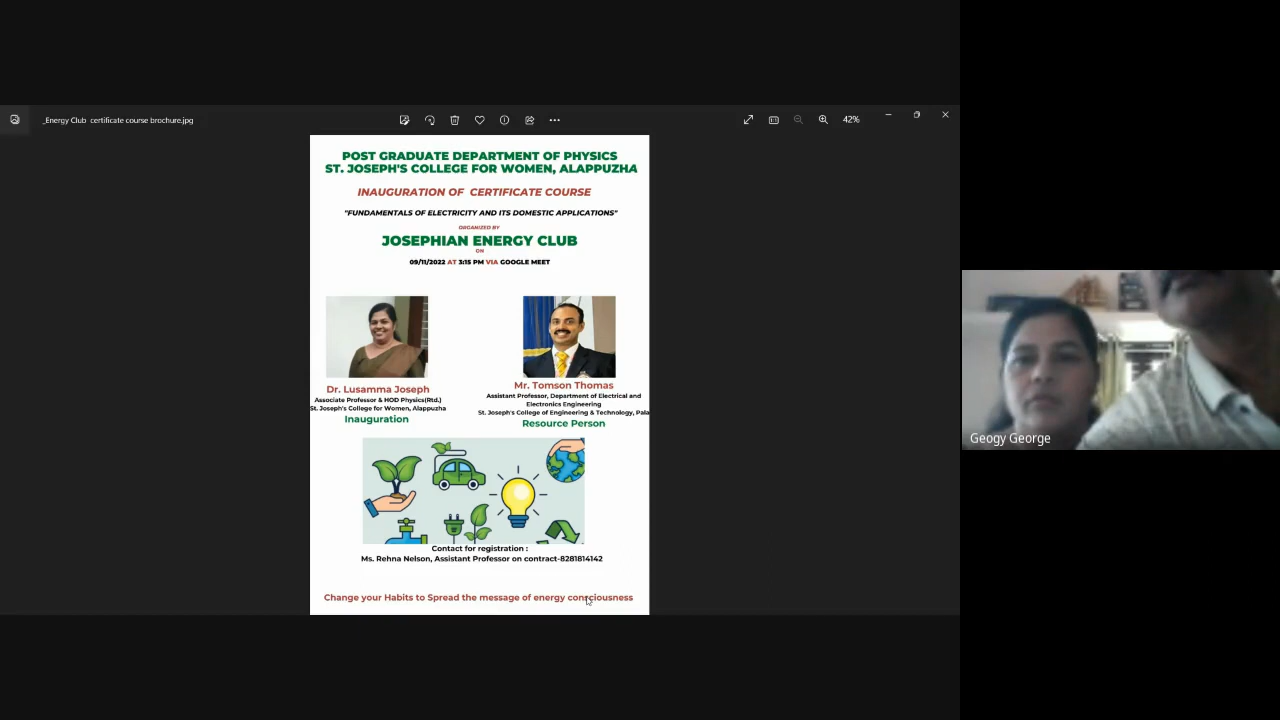 _Energy Club certificate course brochure.jpg
42%
POST GRADUATE DEPARTMENT OF PHYSICS
ST. JOSEPH'S COLLEGE FOR WOMEN, ALAPPUZHA
INAUGURATION OF CERTIFICATE COURSE
"FUNDAMENTALS OF ELECTRICITY AND ITS DOMESTIC APPLICATIONS"
ORGANIZED BY
JOSEPHIAN ENERGY CLUB
ON
09/11/2022 AT 3:15 PM VIA GOOGLE MEET
Dr. Lusamma Joseph
Associate Professor & HOD Physics(Rtd.)
St. Joseph's College for Women, Alappuzha
Inauguration
Mr. Tomson Thomas
Assistant Professor, Department of Electrical and
Electronics Engineering
St. Joseph's College of Engineering & Technology, Pala
Resource Person
Contact for registration :
Ms. Rehna Nelson, Assistant Professor on contract-8281814142
Change your Habits to Spread the message of energy consciousness
Geogy George